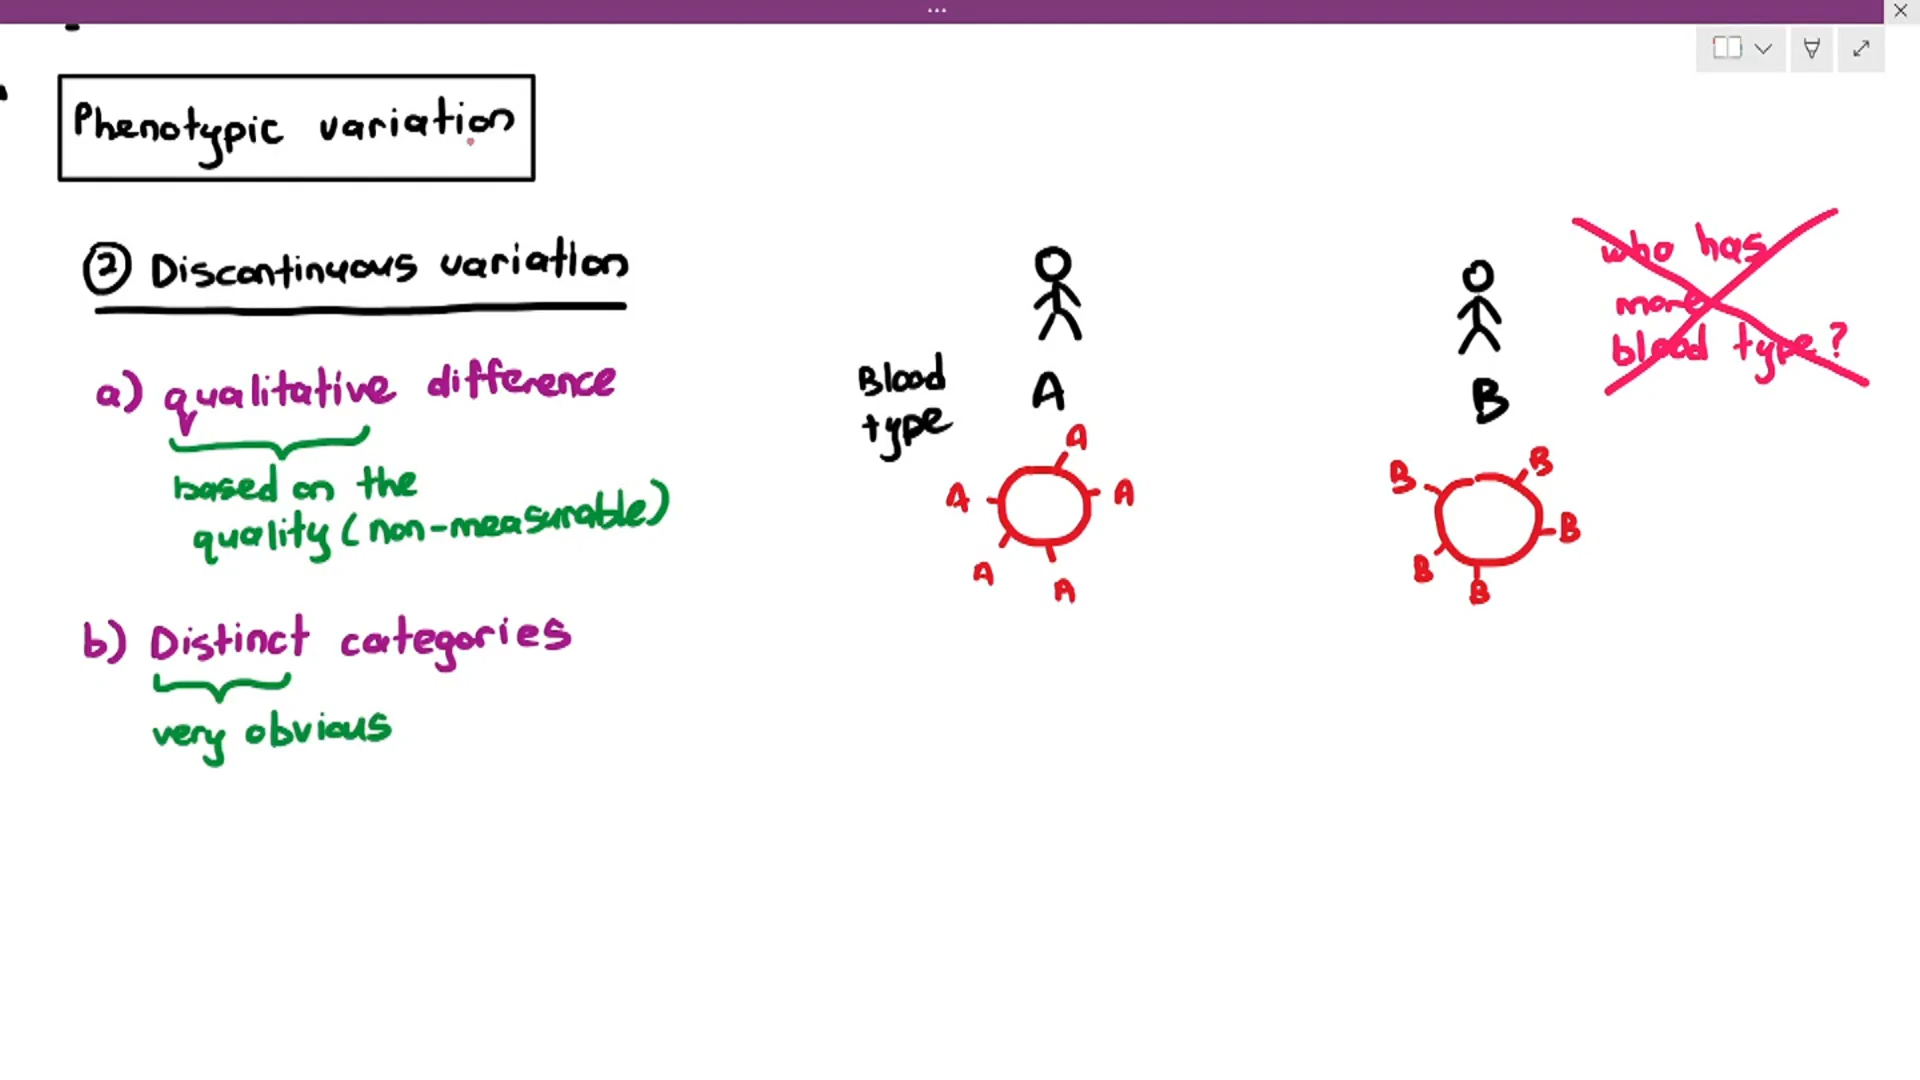 Phenotypic variation
② Discontinuous variation
a) qualitative difference
based on the
quality (non-measurable)
b) Distinct categories
very obvious
Blood
type
A
A
A
A
A
A
B
B
B
B
B
B
who has
more
blood type?